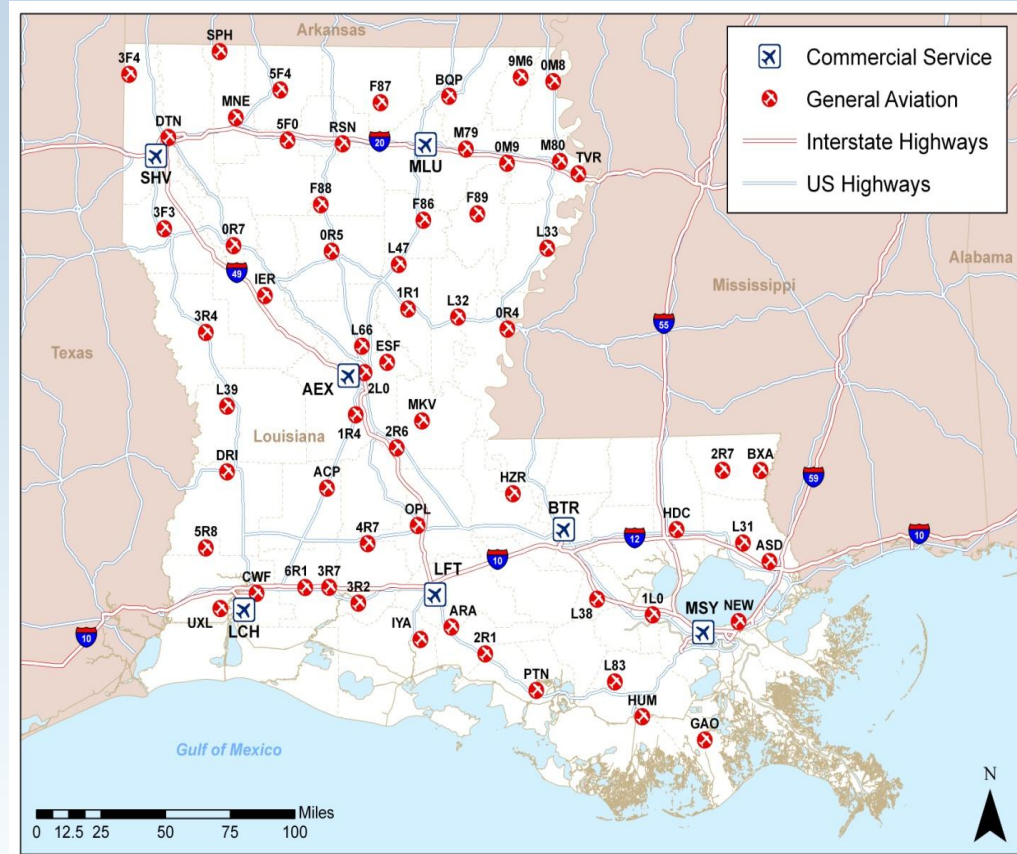 Arkansas
SPH
3F4
5F4
F87
BQP
9M6
0M8
MNE
DTN
5F0
RSN
20
M79
0M9
M80
TVR
SHV
MLU
F88
F86
F89
3F3
0R7
0R5
L47
L33
49
IER
1R1
L32
0R4
3R4
L66
ESF
AEX
2L0
L39
1R4
MKV
2R6
Louisiana
DRI
ACP
HZR
2R7
BXA
OPL
BTR
HDC
5R8
4R7
12
L31
ASD
10
CWF
6R1
3R7
3R2
LFT
UXL
LCH
IYA
ARA
2R1
L38
1L0
MSY
NEW
10
PTN
L83
HUM
GAO
Texas
Mississippi
Alabama
55
59
10
Gulf of Mexico
Commercial Service
General Aviation
Interstate Highways
US Highways
Miles
0 12.5 25 50 75 100
N